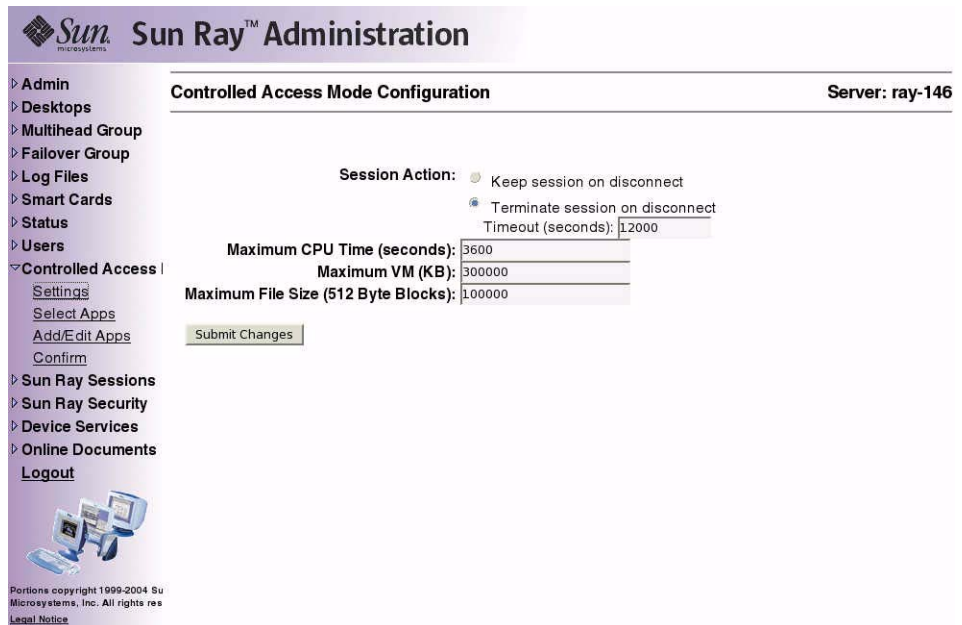 Sun microsystems
Sun Ray™ Administration
Admin
Desktops
Multihead Group
Failover Group
Log Files
Smart Cards
Status
Users
Controlled Access
Settings
Select Apps
Add/Edit Apps
Confirm
Sun Ray Sessions
Sun Ray Security
Device Services
Online Documents
Logout
Portions copyright 1999-2004 Su
Microsystems, Inc. All rights res
Legal Notice
Controlled Access Mode Configuration
Server: ray-146
Session Action:
Keep session on disconnect
Terminate session on disconnect
Timeout (seconds): 12000
Maximum CPU Time (seconds): 3600
Maximum VM (KB): 300000
Maximum File Size (512 Byte Blocks): 100000
Submit Changes